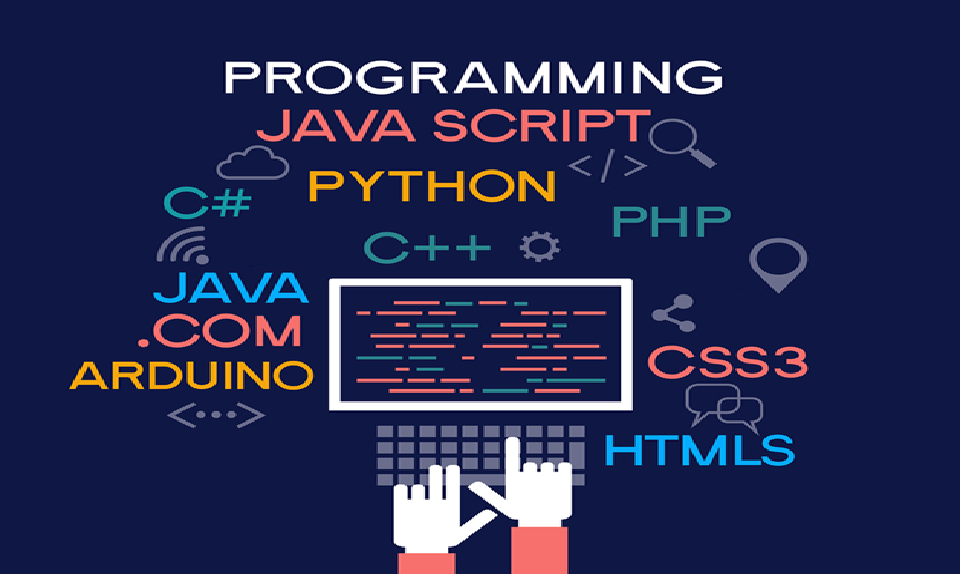 PROGRAMMING
JAVA SCRIPT
</>
PYTHON
C#
PHP
C++
JAVA
.COM
CSS3
ARDUINO
<•••>
HTMLS